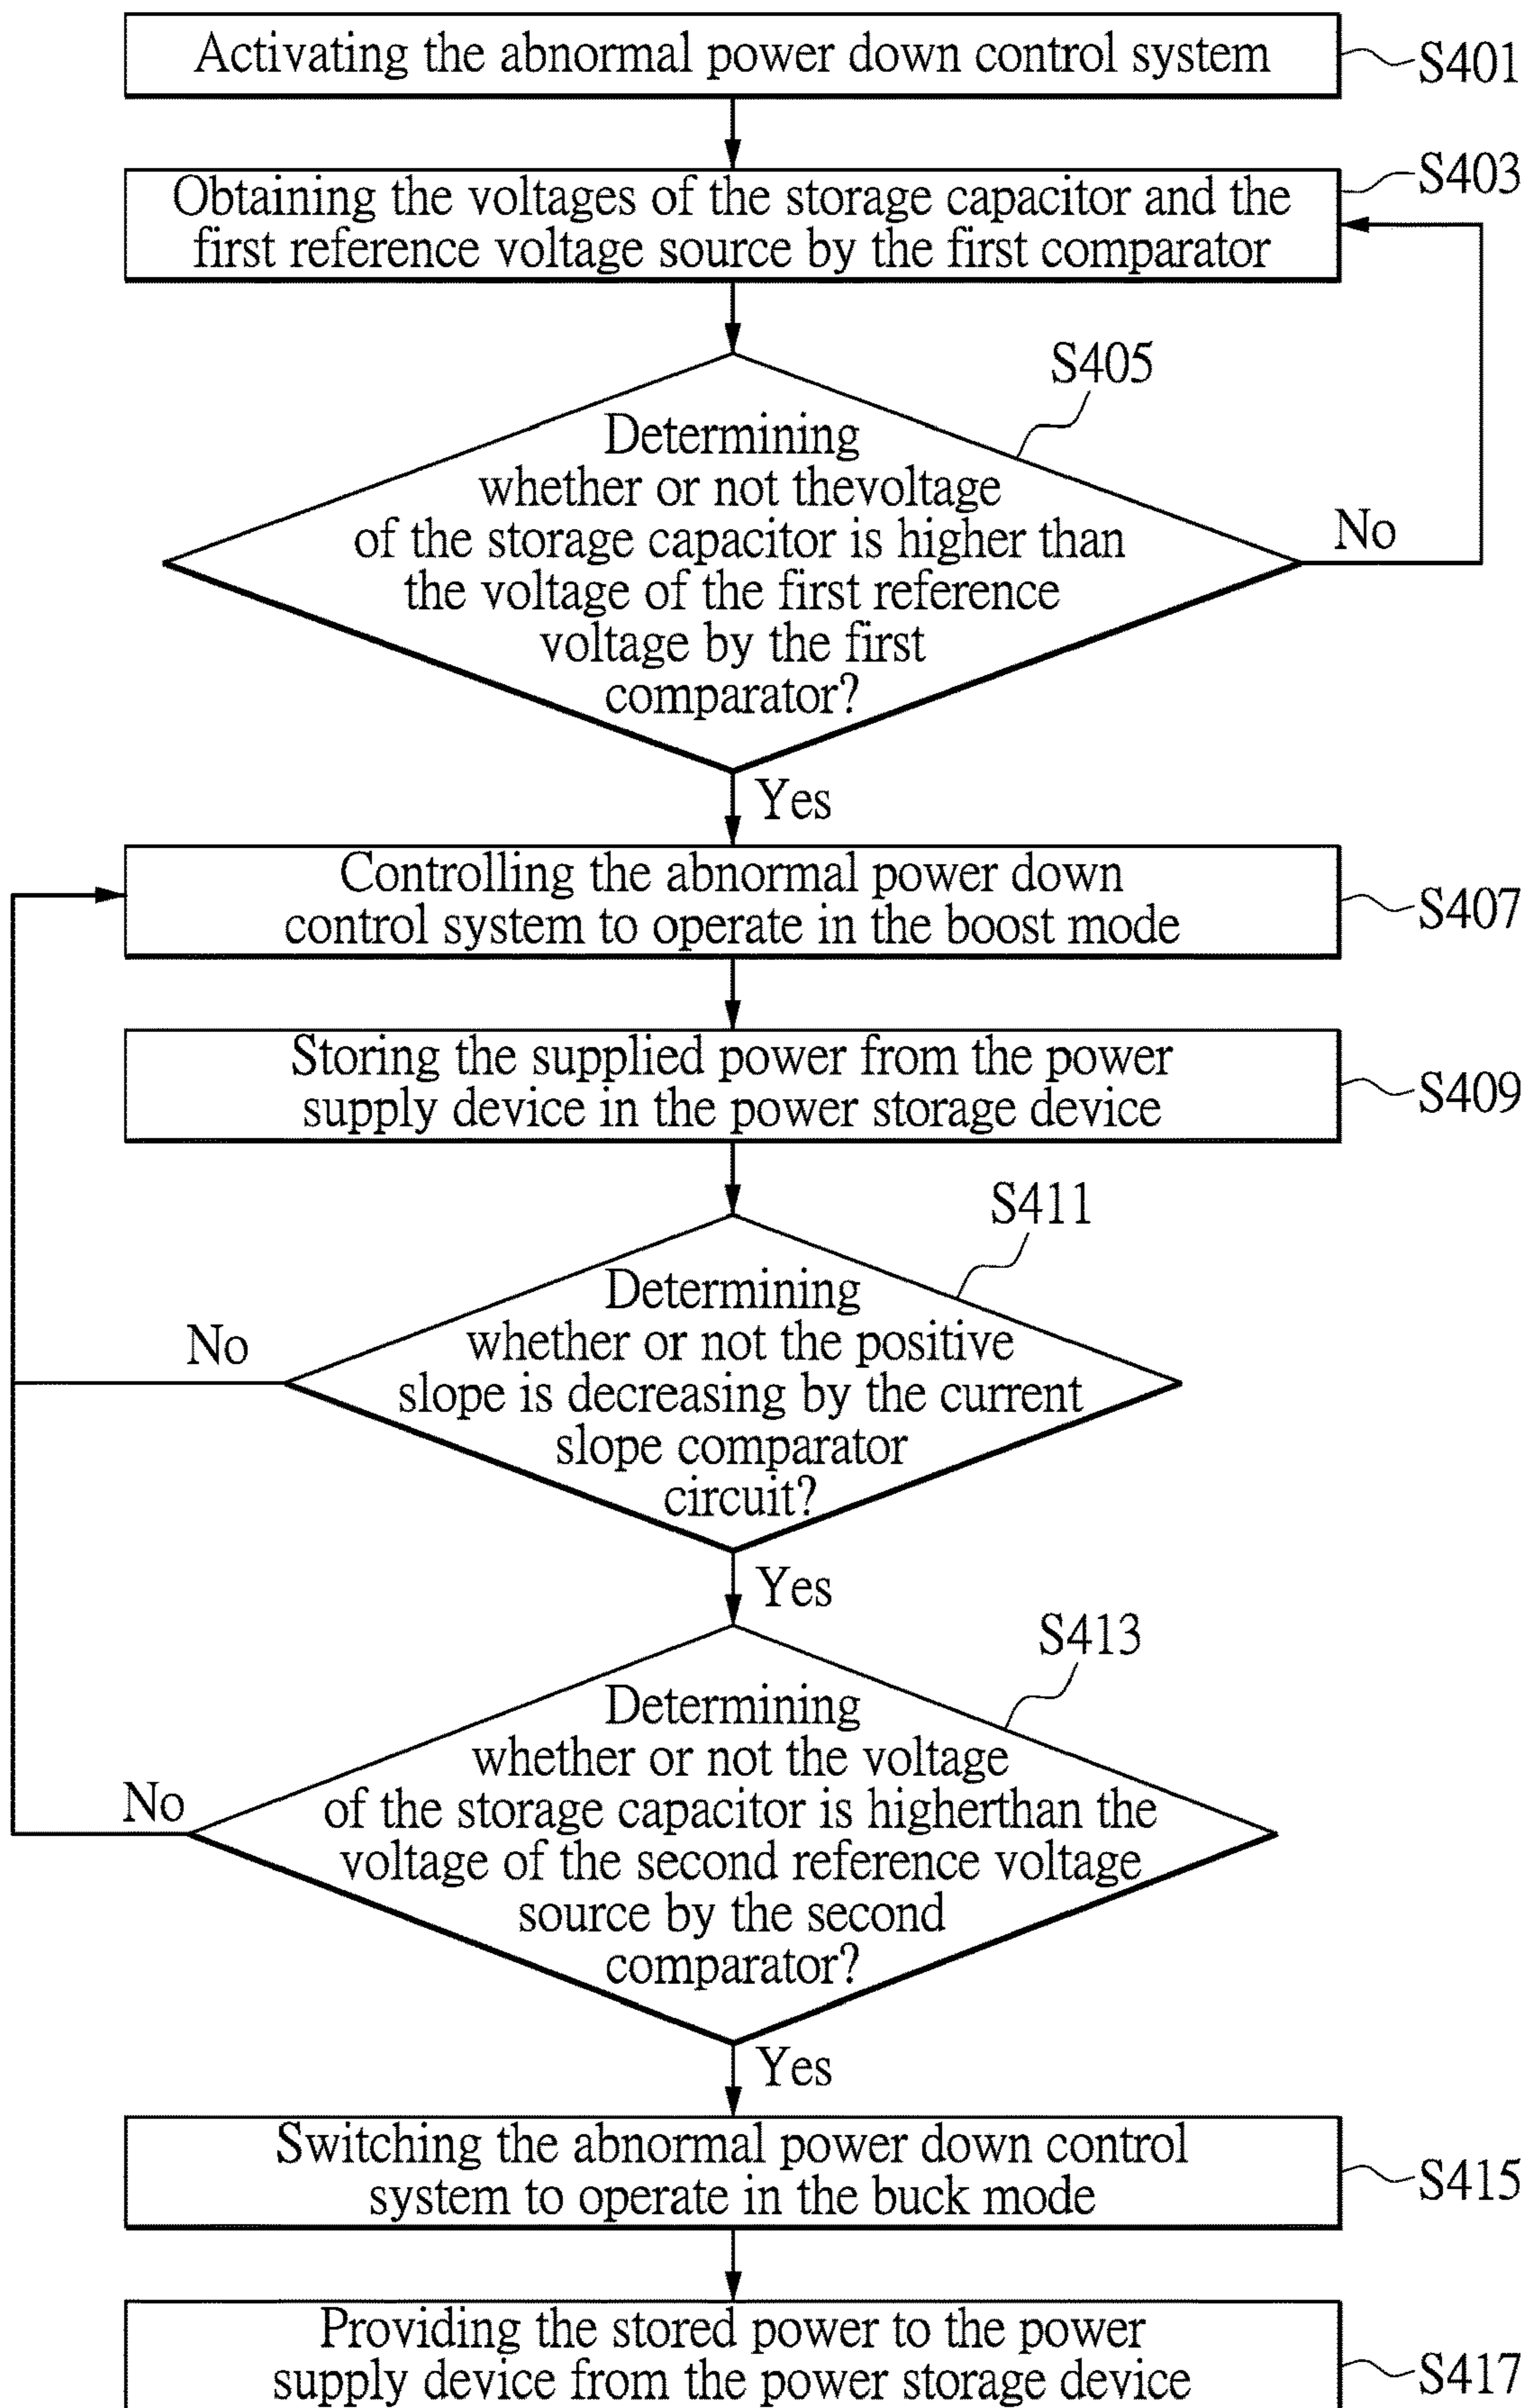 Activating the abnormal power down control system
S401
Obtaining the voltages of the storage capacitor and the
first reference voltage source by the first comparator
S403
S405
Determining
whether or not thevoltage
of the storage capacitor is higher than
the voltage of the first reference
voltage by the first
comparator?
No
Yes
Controlling the abnormal power down
control system to operate in the boost mode
S407
Storing the supplied power from the power
supply device in the power storage device
S409
S411
Determining
whether or not the positive
slope is decreasing by the current
slope comparator
circuit?
No
Yes
S413
Determining
whether or not the voltage
of the storage capacitor is higherthan the
voltage of the second reference voltage
source by the second
comparator?
No
Yes
Switching the abnormal power down control
system to operate in the buck mode
S415
Providing the stored power to the power
supply device from the power storage device
S417